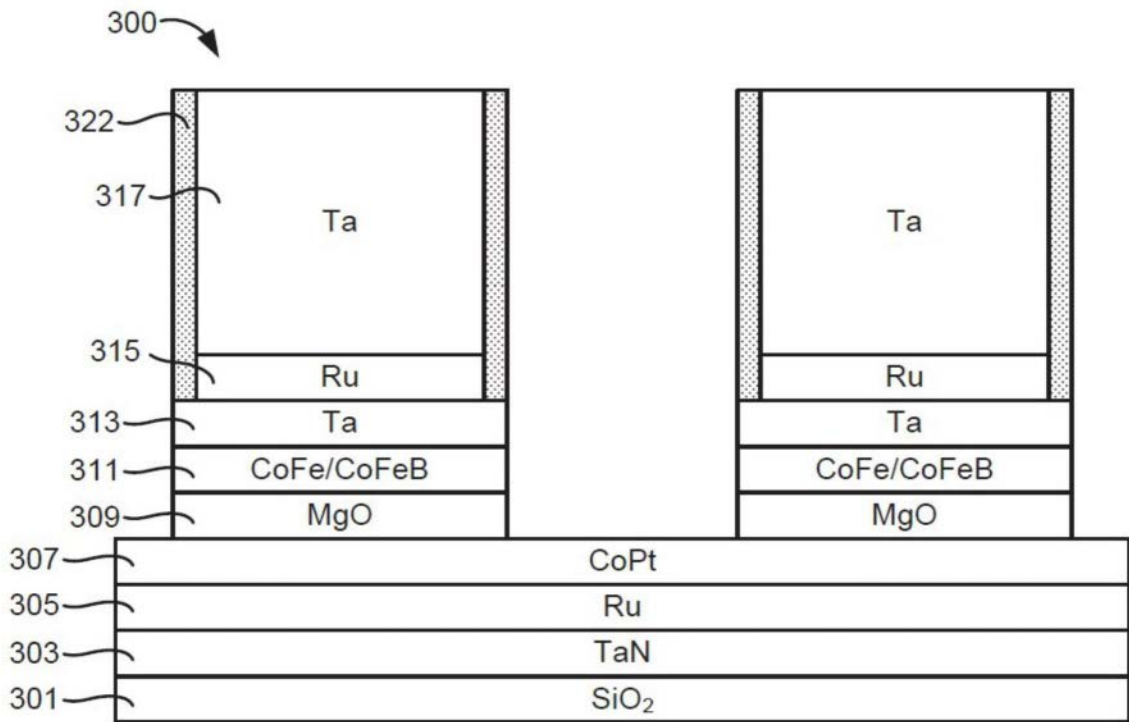 300
322
317
Ta Ta
315
Ru Ru
313 Ta Ta
311 CoFe/CoFeB CoFe/CoFeB
309 MgO MgO
307 CoPt
305 Ru
303 TaN
301 SiO₂